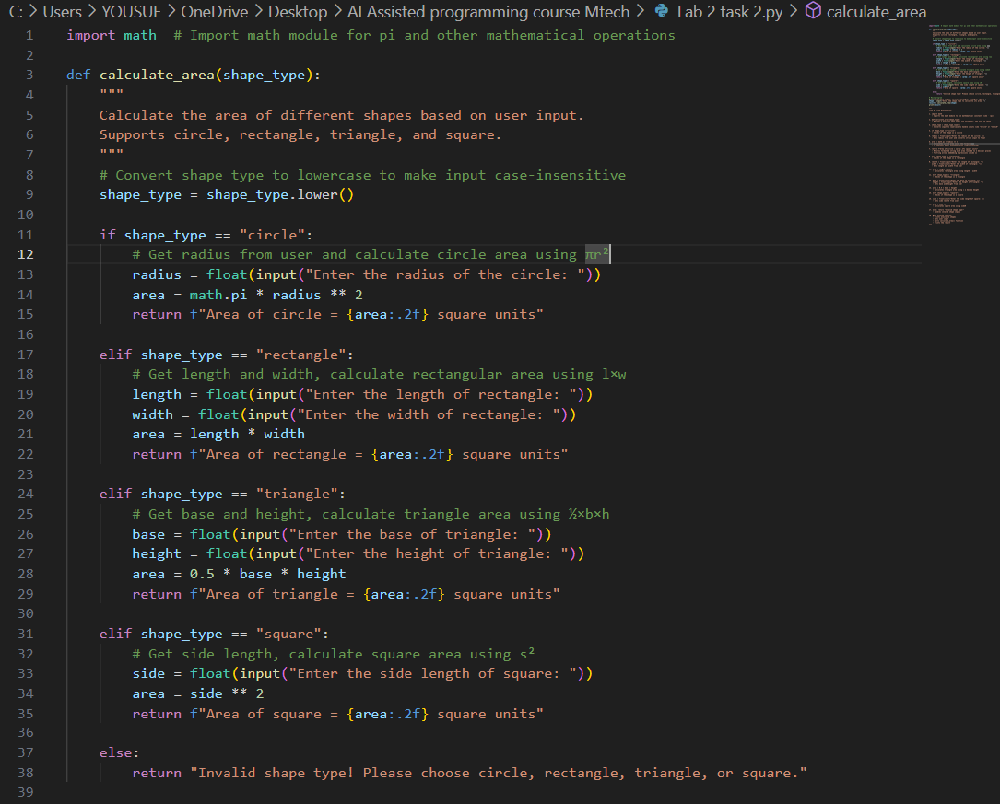 C: > Users > YOUSUF > OneDrive > Desktop > AI Assisted programming course Mtech > Lab 2 task 2.py > calculate_area
1 import math  # Import math module for pi and other mathematical operations
2
3 def calculate_area(shape_type):
4     """
5     Calculate the area of different shapes based on user input.
6     Supports circle, rectangle, triangle, and square.
7     """
8     # Convert shape type to lowercase to make input case-insensitive
9     shape_type = shape_type.lower()
10
11     if shape_type == "circle":
12         # Get radius from user and calculate circle area using πr²
13         radius = float(input("Enter the radius of the circle: "))
14         area = math.pi * radius ** 2
15         return f"Area of circle = {area:.2f} square units"
16
17     elif shape_type == "rectangle":
18         # Get length and width, calculate rectangular area using l×w
19         length = float(input("Enter the length of rectangle: "))
20         width = float(input("Enter the width of rectangle: "))
21         area = length * width
22         return f"Area of rectangle = {area:.2f} square units"
23
24     elif shape_type == "triangle":
25         # Get base and height, calculate triangle area using ½×b×h
26         base = float(input("Enter the base of triangle: "))
27         height = float(input("Enter the height of triangle: "))
28         area = 0.5 * base * height
29         return f"Area of triangle = {area:.2f} square units"
30
31     elif shape_type == "square":
32         # Get side length, calculate square area using s²
33         side = float(input("Enter the side length of square: "))
34         area = side ** 2
35         return f"Area of square = {area:.2f} square units"
36
37     else:
38         return "Invalid shape type! Please choose circle, rectangle, triangle, or square."
39